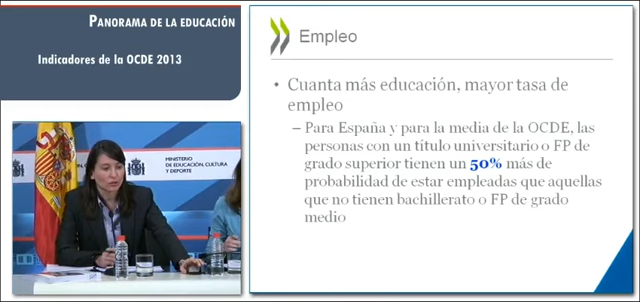 PANORAMA DE LA EDUCACIÓN
Indicadores de la OCDE 2013
MINISTERIO
DE EDUCACIÓN, CULTURA
Y DEPORTE
Empleo
• Cuanta más educación, mayor tasa de
empleo
– Para España y para la media de la OCDE, las
personas con un título universitario o FP de
grado superior tienen un 50% más de
probabilidad de estar empleadas que aquellas
que no tienen bachillerato o FP de grado
medio